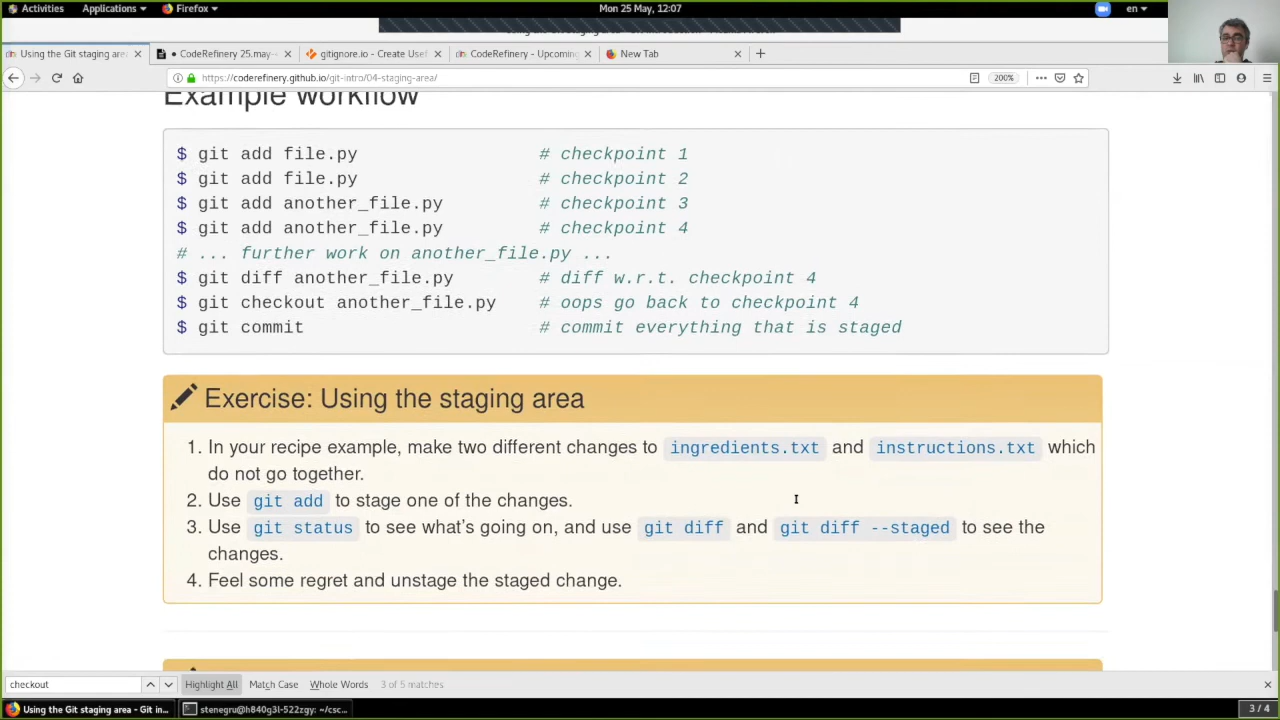 Activities Applications Firefox Mon 25 May, 12:07 en
Using the Git staging are CodeRefinery 25.may- gitignore.io - Create Usef CodeRefinery - Upcoming New Tab
https://coderefinery.github.io/git-intro/04-staging-area/ 200%
Example workflow
$ git add file.py # checkpoint 1
$ git add file.py # checkpoint 2
$ git add another_file.py # checkpoint 3
$ git add another_file.py # checkpoint 4
# ... further work on another_file.py ...
$ git diff another_file.py # diff w.r.t. checkpoint 4
$ git checkout another_file.py # oops go back to checkpoint 4
$ git commit # commit everything that is staged
Exercise: Using the staging area
1. In your recipe example, make two different changes to ingredients.txt and instructions.txt which
do not go together.
2. Use git add to stage one of the changes.
3. Use git status to see what's going on, and use git diff and git diff --staged to see the
changes.
4. Feel some regret and unstage the staged change.
checkout Highlight All Match Case Whole Words 3 of 5 matches
Using the Git staging area - Git in... stenegru@h840g3l-522zgy: ~/csc... 3 / 4